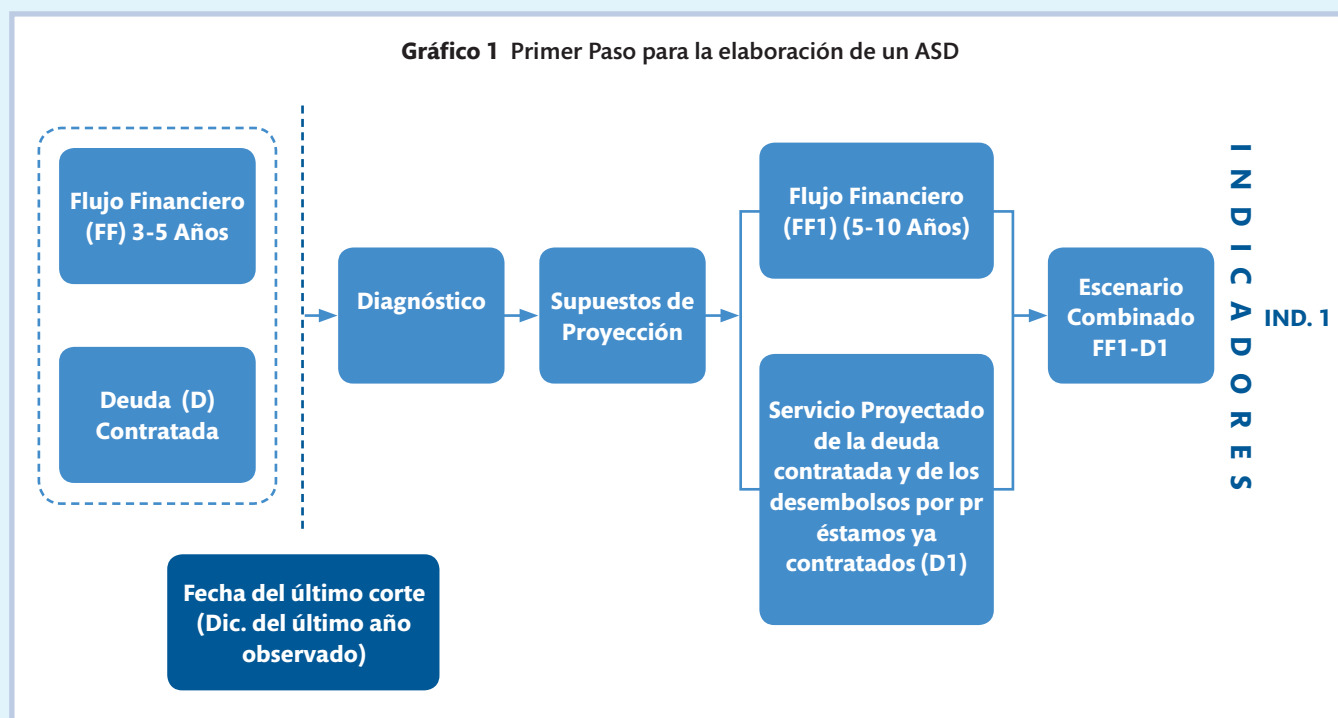 Gráfico 1 Primer Paso para la elaboración de un ASD
Flujo Financiero
(FF) 3-5 Años
Deuda (D)
Contratada
Fecha del último corte
(Dic. del último año
observado)
Diagnóstico
Supuestos de
Proyección
Flujo Financiero
(FF1) (5-10 Años)
Servicio Proyectado
de la deuda
contratada y de los
desembolsos por pr
éstamos ya
contratados (D1)
Escenario
Combinado
FF1-D1
INDICADORES
IND. 1